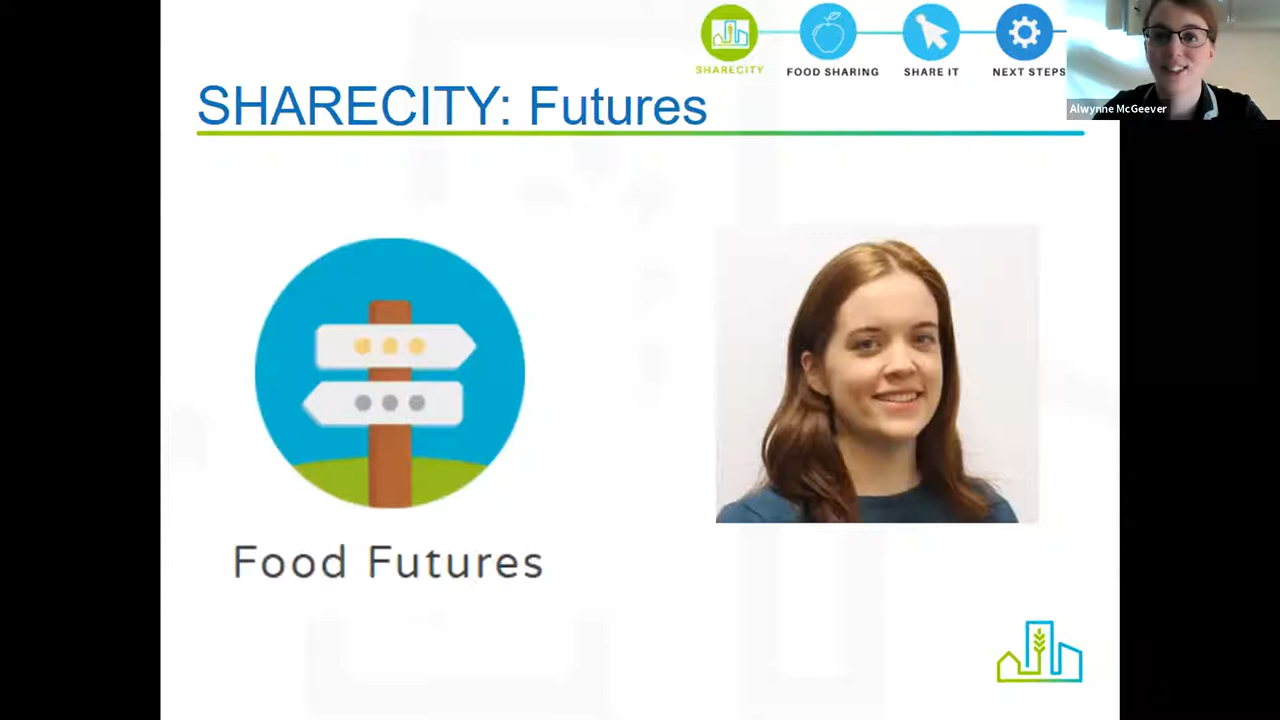 SHARECITY
FOOD SHARING
SHARE IT
NEXT STEPS
Alwynne McGeever
SHARECITY: Futures
Food Futures